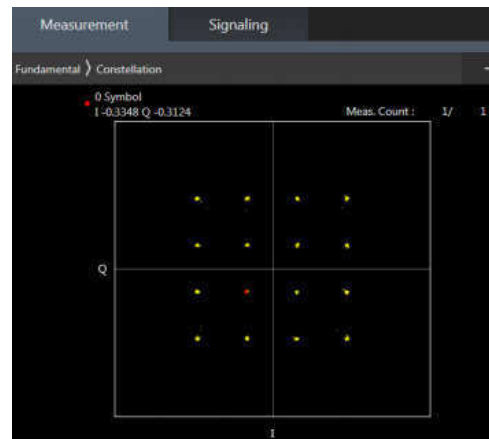 Measurement Signaling
Fundamental ⟩ Constellation
0 Symbol
I -0.3348 Q -0.3124 Meas. Count : 1/ 1
Q
I